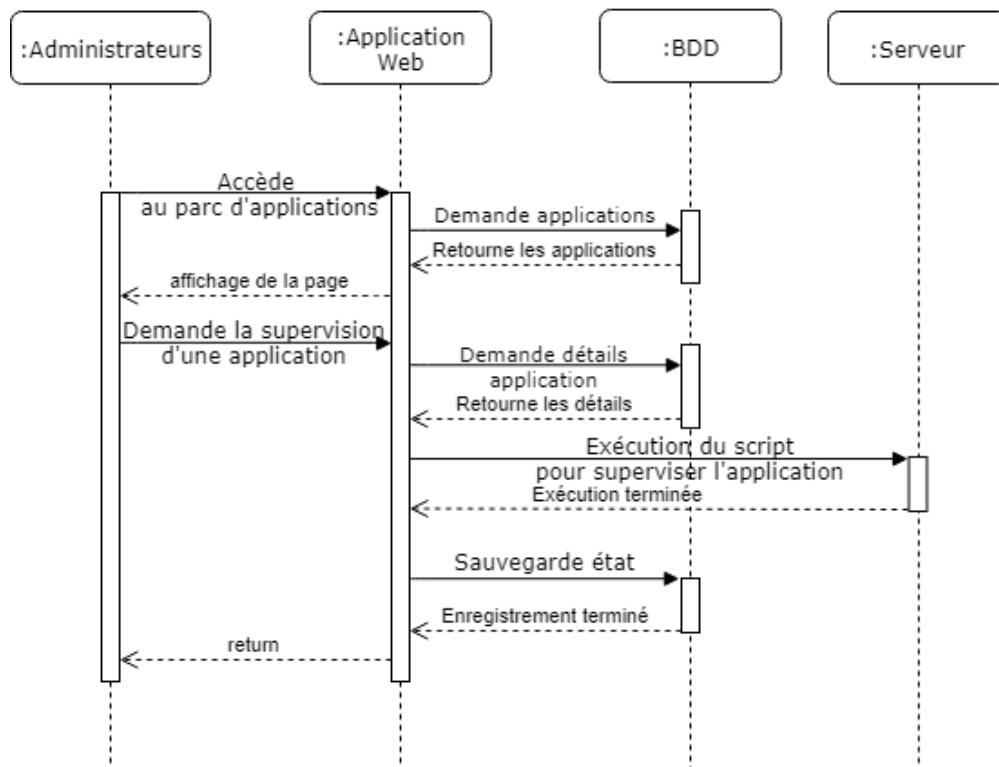 :Administrateurs
:Application
Web
:BDD
:Serveur
Accède
au parc d'applications
Demande applications
Retourne les applications
affichage de la page
Demande la supervision
d'une application
Demande détails
application
Retourne les détails
Exécution du script
pour superviser l'application
Exécution terminée
Sauvegarde état
Enregistrement terminé
return